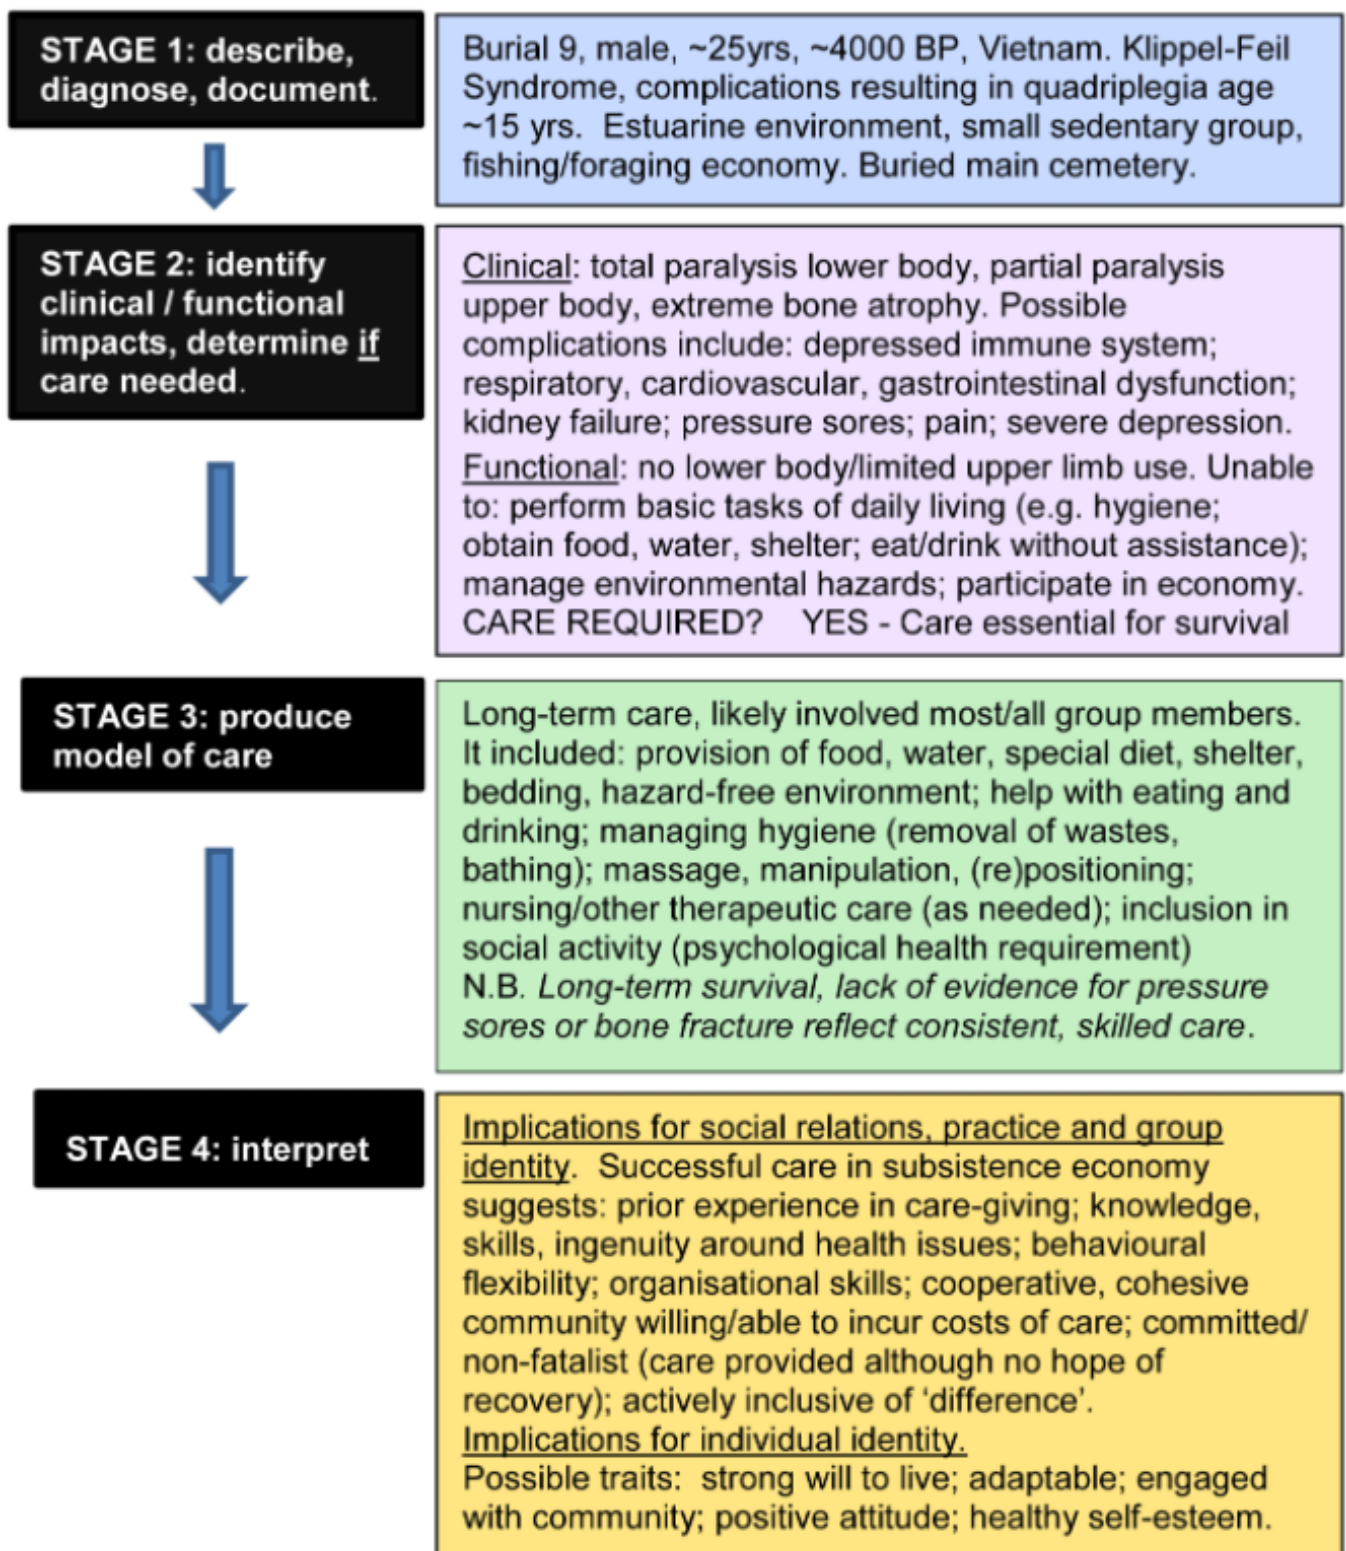 STAGE 1: describe,
diagnose, document.
Burial 9, male, ~25yrs, ~4000 BP, Vietnam. Klippel-Feil
Syndrome, complications resulting in quadriplegia age
~15 yrs.  Estuarine environment, small sedentary group,
fishing/foraging economy. Buried main cemetery.
STAGE 2: identify
clinical / functional
impacts, determine if
care needed.
Clinical: total paralysis lower body, partial paralysis
upper body, extreme bone atrophy. Possible
complications include: depressed immune system;
respiratory, cardiovascular, gastrointestinal dysfunction;
kidney failure; pressure sores; pain; severe depression.
Functional: no lower body/limited upper limb use. Unable
to: perform basic tasks of daily living (e.g. hygiene;
obtain food, water, shelter; eat/drink without assistance);
manage environmental hazards; participate in economy.
CARE REQUIRED?    YES - Care essential for survival
STAGE 3: produce
model of care
Long-term care, likely involved most/all group members.
It included: provision of food, water, special diet, shelter,
bedding, hazard-free environment; help with eating and
drinking; managing hygiene (removal of wastes,
bathing); massage, manipulation, (re)positioning;
nursing/other therapeutic care (as needed); inclusion in
social activity (psychological health requirement)
N.B. Long-term survival, lack of evidence for pressure
sores or bone fracture reflect consistent, skilled care.
STAGE 4: interpret
Implications for social relations, practice and group
identity.  Successful care in subsistence economy
suggests: prior experience in care-giving; knowledge,
skills, ingenuity around health issues; behavioural
flexibility; organisational skills; cooperative, cohesive
community willing/able to incur costs of care; committed/
non-fatalist (care provided although no hope of
recovery); actively inclusive of ‘difference’.
Implications for individual identity.
Possible traits:  strong will to live; adaptable; engaged
with community; positive attitude; healthy self-esteem.